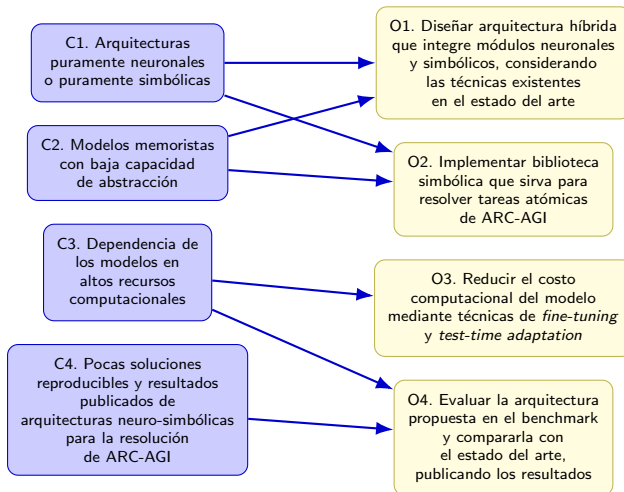 C1. Arquitecturas
puramente neuronales
o puramente simbólicas
C2. Modelos memoristas
con baja capacidad
de abstracción
C3. Dependencia de
los modelos en
altos recursos
computacionales
C4. Pocas soluciones
reproducibles y resultados
publicados de
arquitecturas neuro-simbólicas
para la resolución
de ARC-AGI
O1. Diseñar arquitectura híbrida
que integre módulos neuronales
y simbólicos, considerando
las técnicas existentes
en el estado del arte
O2. Implementar biblioteca
simbólica que sirva para
resolver tareas atómicas
de ARC-AGI
O3. Reducir el costo
computacional del modelo
mediante técnicas de fine-tuning
y test-time adaptation
O4. Evaluar la arquitectura
propuesta en el benchmark
y compararla con
el estado del arte,
publicando los resultados